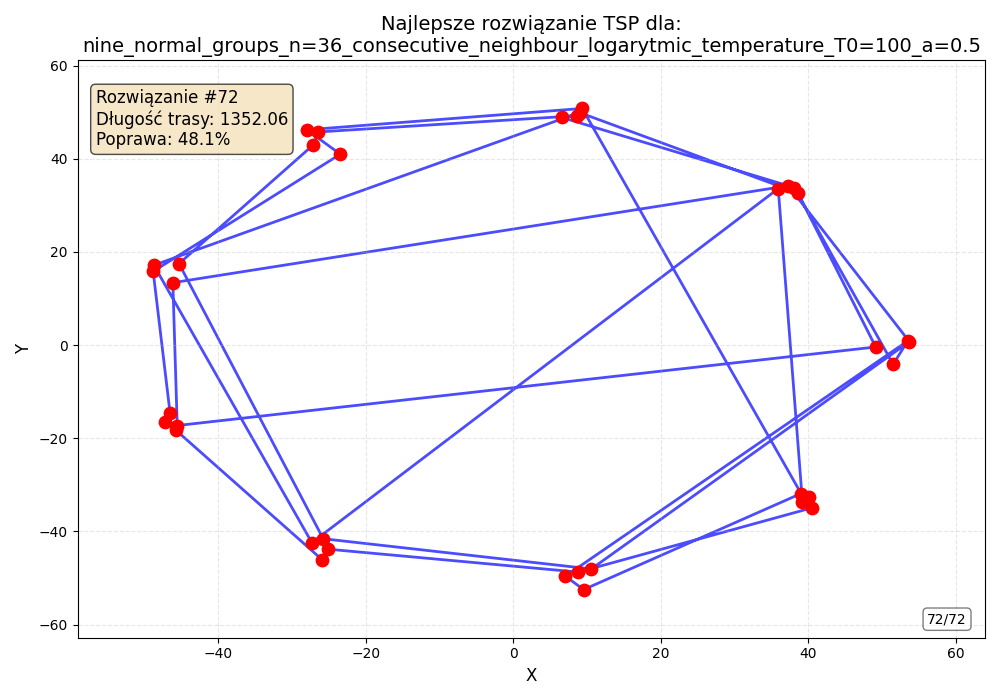 Najlepsze rozwiązanie TSP dla:
nine_normal_groups_n=36_consecutive_neighbour_logarytmic_temperature_T0=100_a=0.5
Rozwiązanie #72
Długość trasy: 1352.06
Poprawa: 48.1%
60
40
20
0
−20
−40
−60
Y
72/72
−40
−20
0
20
40
60
X